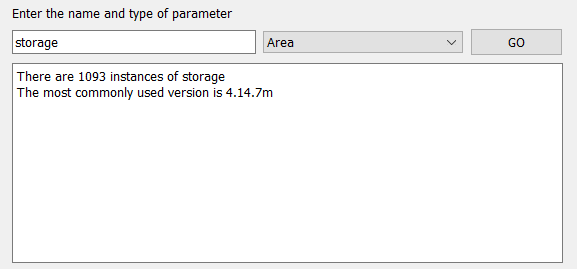 Enter the name and type of parameter
storage
Area
GO
There are 1093 instances of storage
The most commonly used version is 4.14.7m